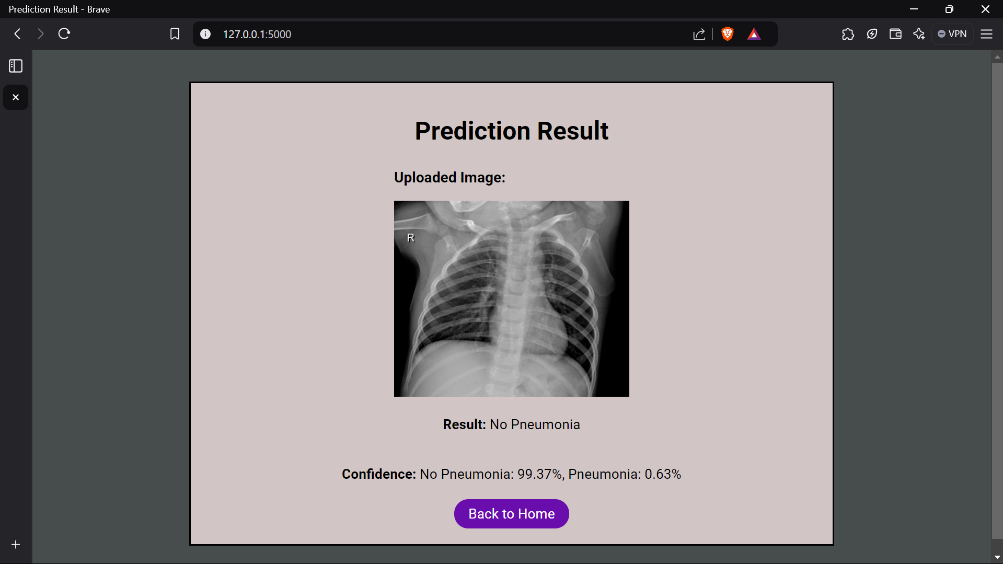 Prediction Result - Brave
127.0.0.1:5000
VPN
Prediction Result
Uploaded Image:
R
Result: No Pneumonia
Confidence: No Pneumonia: 99.37%, Pneumonia: 0.63%
Back to Home